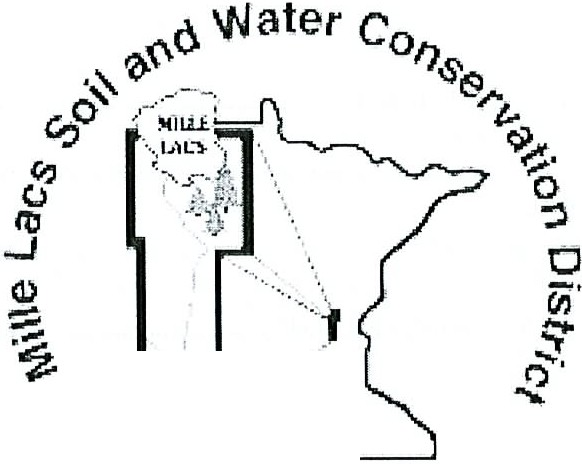 Mille Lacs Soil and Water Conservation District
MILLE
LACS